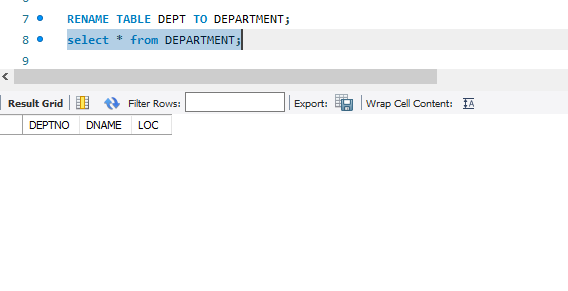 7 RENAME TABLE DEPT TO DEPARTMENT;
8 select * from DEPARTMENT;
9
Result Grid Filter Rows: Export: Wrap Cell Content:
DEPTNO DNAME LOC